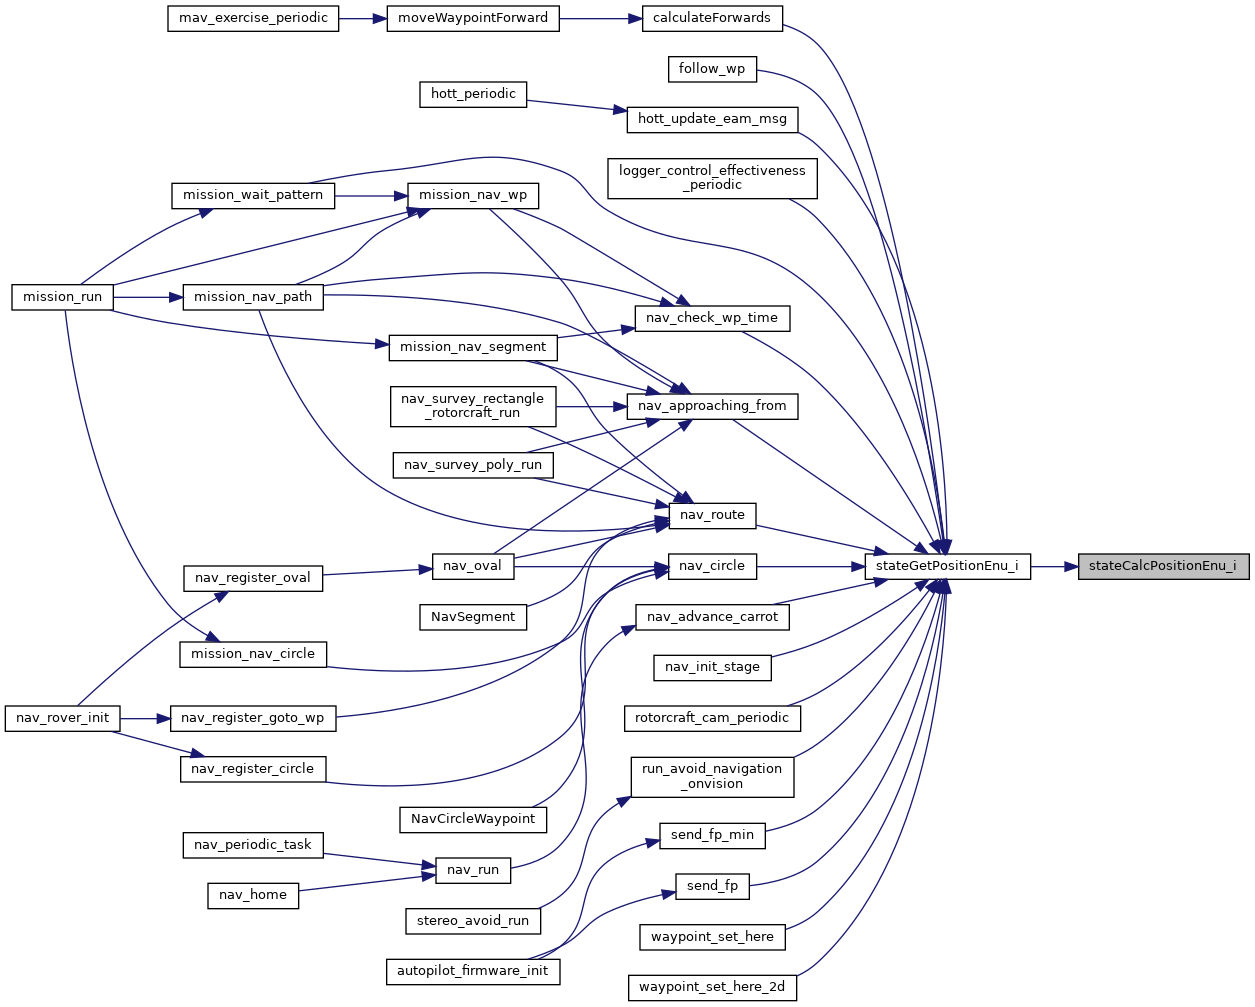 mav_exercise_periodic
moveWaypointForward
calculateForwards
follow_wp
hott_periodic
hott_update_eam_msg
logger_control_effectiveness
_periodic
mission_wait_pattern
mission_nav_wp
mission_run
mission_nav_path
nav_check_wp_time
mission_nav_segment
nav_survey_rectangle
_rotorcraft_run
nav_approaching_from
nav_survey_poly_run
nav_route
nav_oval
nav_circle
stateGetPositionEnu_i
stateCalcPositionEnu_i
nav_register_oval
NavSegment
nav_advance_carrot
mission_nav_circle
nav_init_stage
nav_rover_init
nav_register_goto_wp
rotorcraft_cam_periodic
nav_register_circle
run_avoid_navigation
_onvision
NavCircleWaypoint
send_fp_min
nav_periodic_task
nav_run
nav_home
send_fp
stereo_avoid_run
waypoint_set_here
autopilot_firmware_init
waypoint_set_here_2d